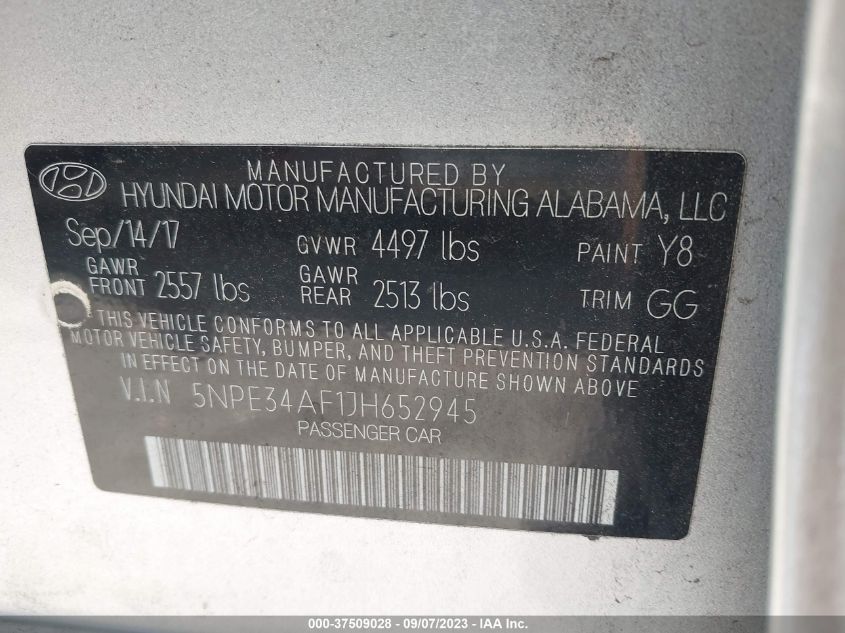 MANUFACTURED BY
HYUNDAI MOTOR MANUFACTURING ALABAMA, LLC
Sep/14/17 GVWR 4497 lbs PAINT Y8
GAWR FRONT 2557 lbs GAWR REAR 2513 lbs TRIM GG
THIS VEHICLE CONFORMS TO ALL APPLICABLE U.S.A. FEDERAL
MOTOR VEHICLE SAFETY, BUMPER, AND THEFT PREVENTION STANDARDS
IN EFFECT ON THE DATE OF MANUFACTURE SHOWN ABOVE
V.I.N 5NPE34AF1JH652945
PASSENGER CAR
000-37509028 - 09/07/2023 - IAA Inc.